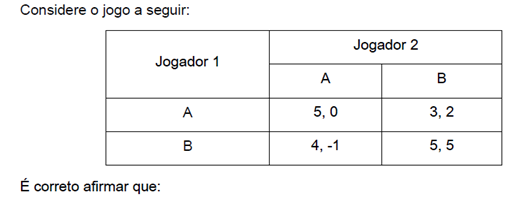 Considere o jogo a seguir:
Jogador 1
Jogador 2
A
B
A
5, 0
3, 2
B
4, -1
5, 5
É correto afirmar que: